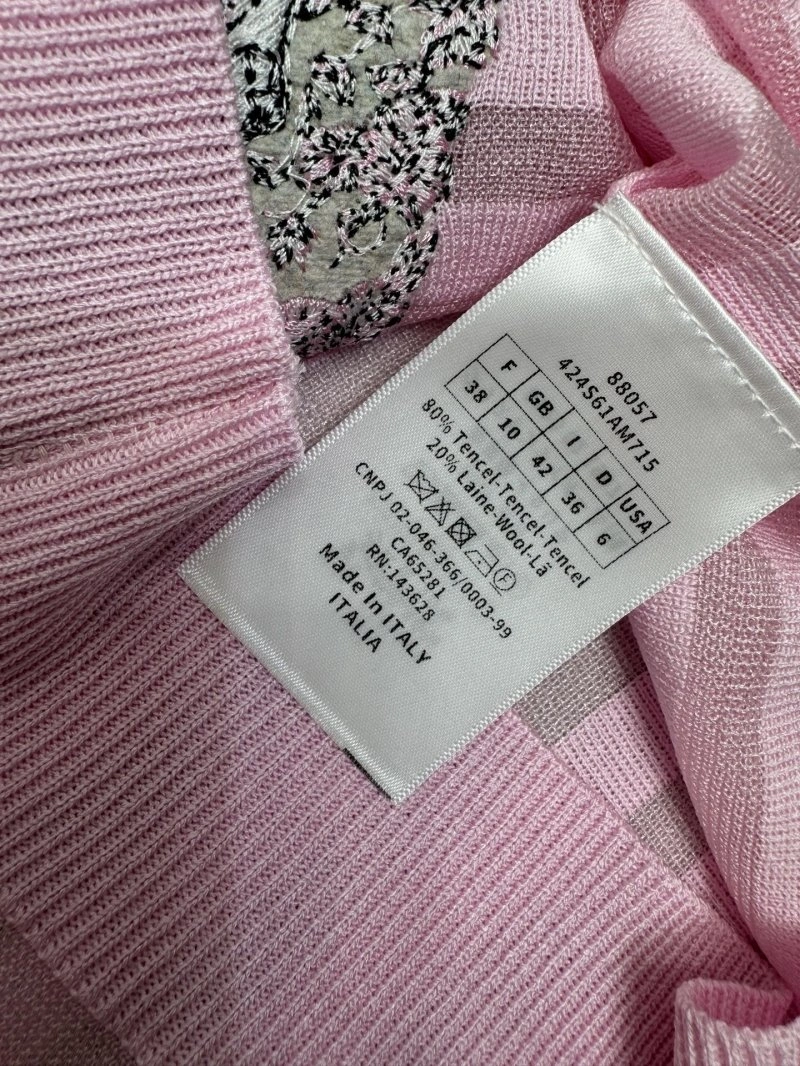 88057
424S61AM715
F GB I D USA
38 10 42 36 6
80% Tencel-Tencel-Tencel
20% Laine-Wool-Lã
F
CNPJ 02-046-366/0003-99
CA65281
RN:143628
Made In ITALY
ITALIA